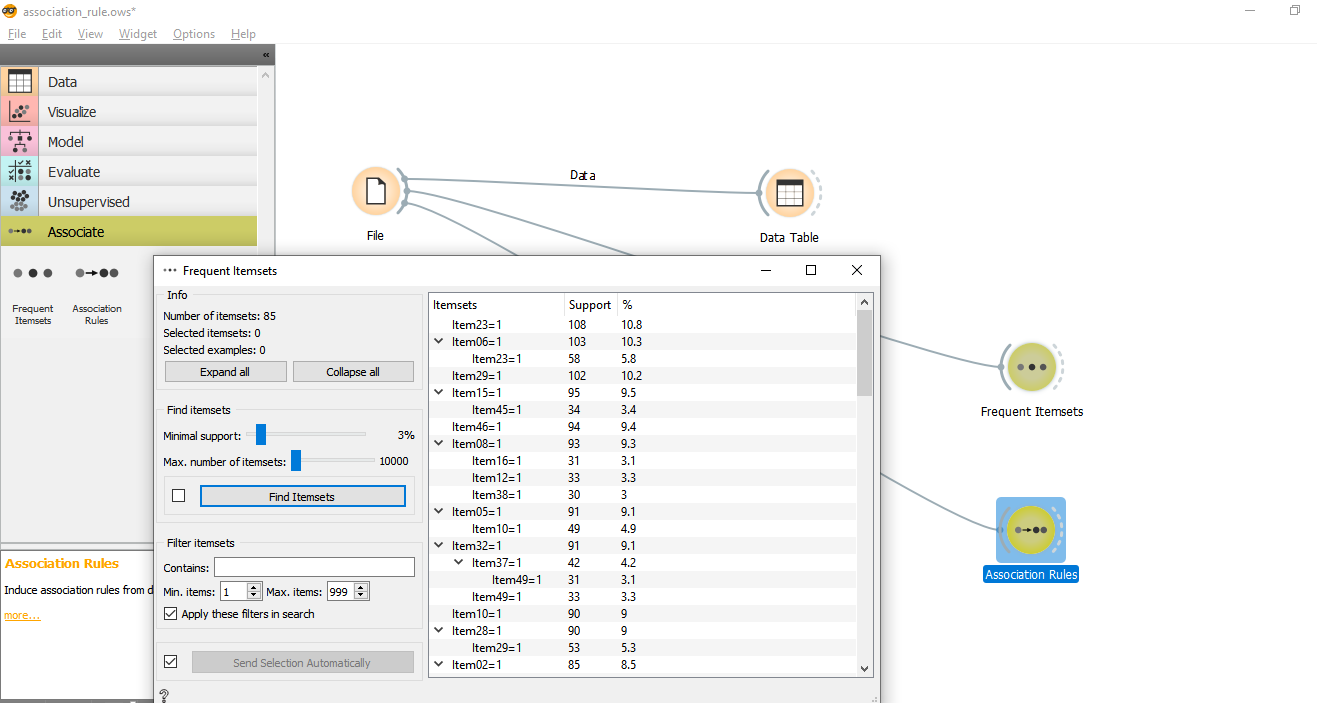 association_rule.ows*
File Edit View Widget Options Help
«
Data
Visualize
Model
Evaluate
Unsupervised
Associate
Frequent Itemsets
Association Rules
Association Rules
Induce association rules from d
more...
File
Data
Data Table
Frequent Itemsets
Association Rules
Frequent Itemsets
Info
Number of itemsets: 85
Selected itemsets: 0
Selected examples: 0
Expand all Collapse all
Find itemsets
Minimal support: 3%
Max. number of itemsets: 10000
Find Itemsets
Filter itemsets
Contains:
Min. items: 1 Max. items: 999
Apply these filters in search
Send Selection Automatically
?
Itemsets Support %
Item23=1 108 10.8
Item06=1 103 10.3
Item23=1 58 5.8
Item29=1 102 10.2
Item15=1 95 9.5
Item45=1 34 3.4
Item46=1 94 9.4
Item08=1 93 9.3
Item16=1 31 3.1
Item12=1 33 3.3
Item38=1 30 3
Item05=1 91 9.1
Item10=1 49 4.9
Item32=1 91 9.1
Item37=1 42 4.2
Item49=1 31 3.1
Item49=1 33 3.3
Item10=1 90 9
Item28=1 90 9
Item29=1 53 5.3
Item02=1 85 8.5